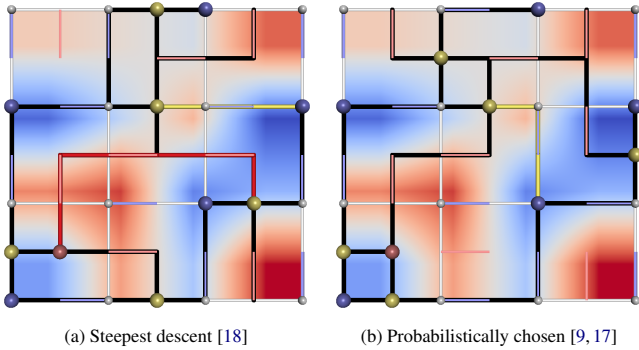 (a) Steepest descent [18]
(b) Probabilistically chosen [9, 17]